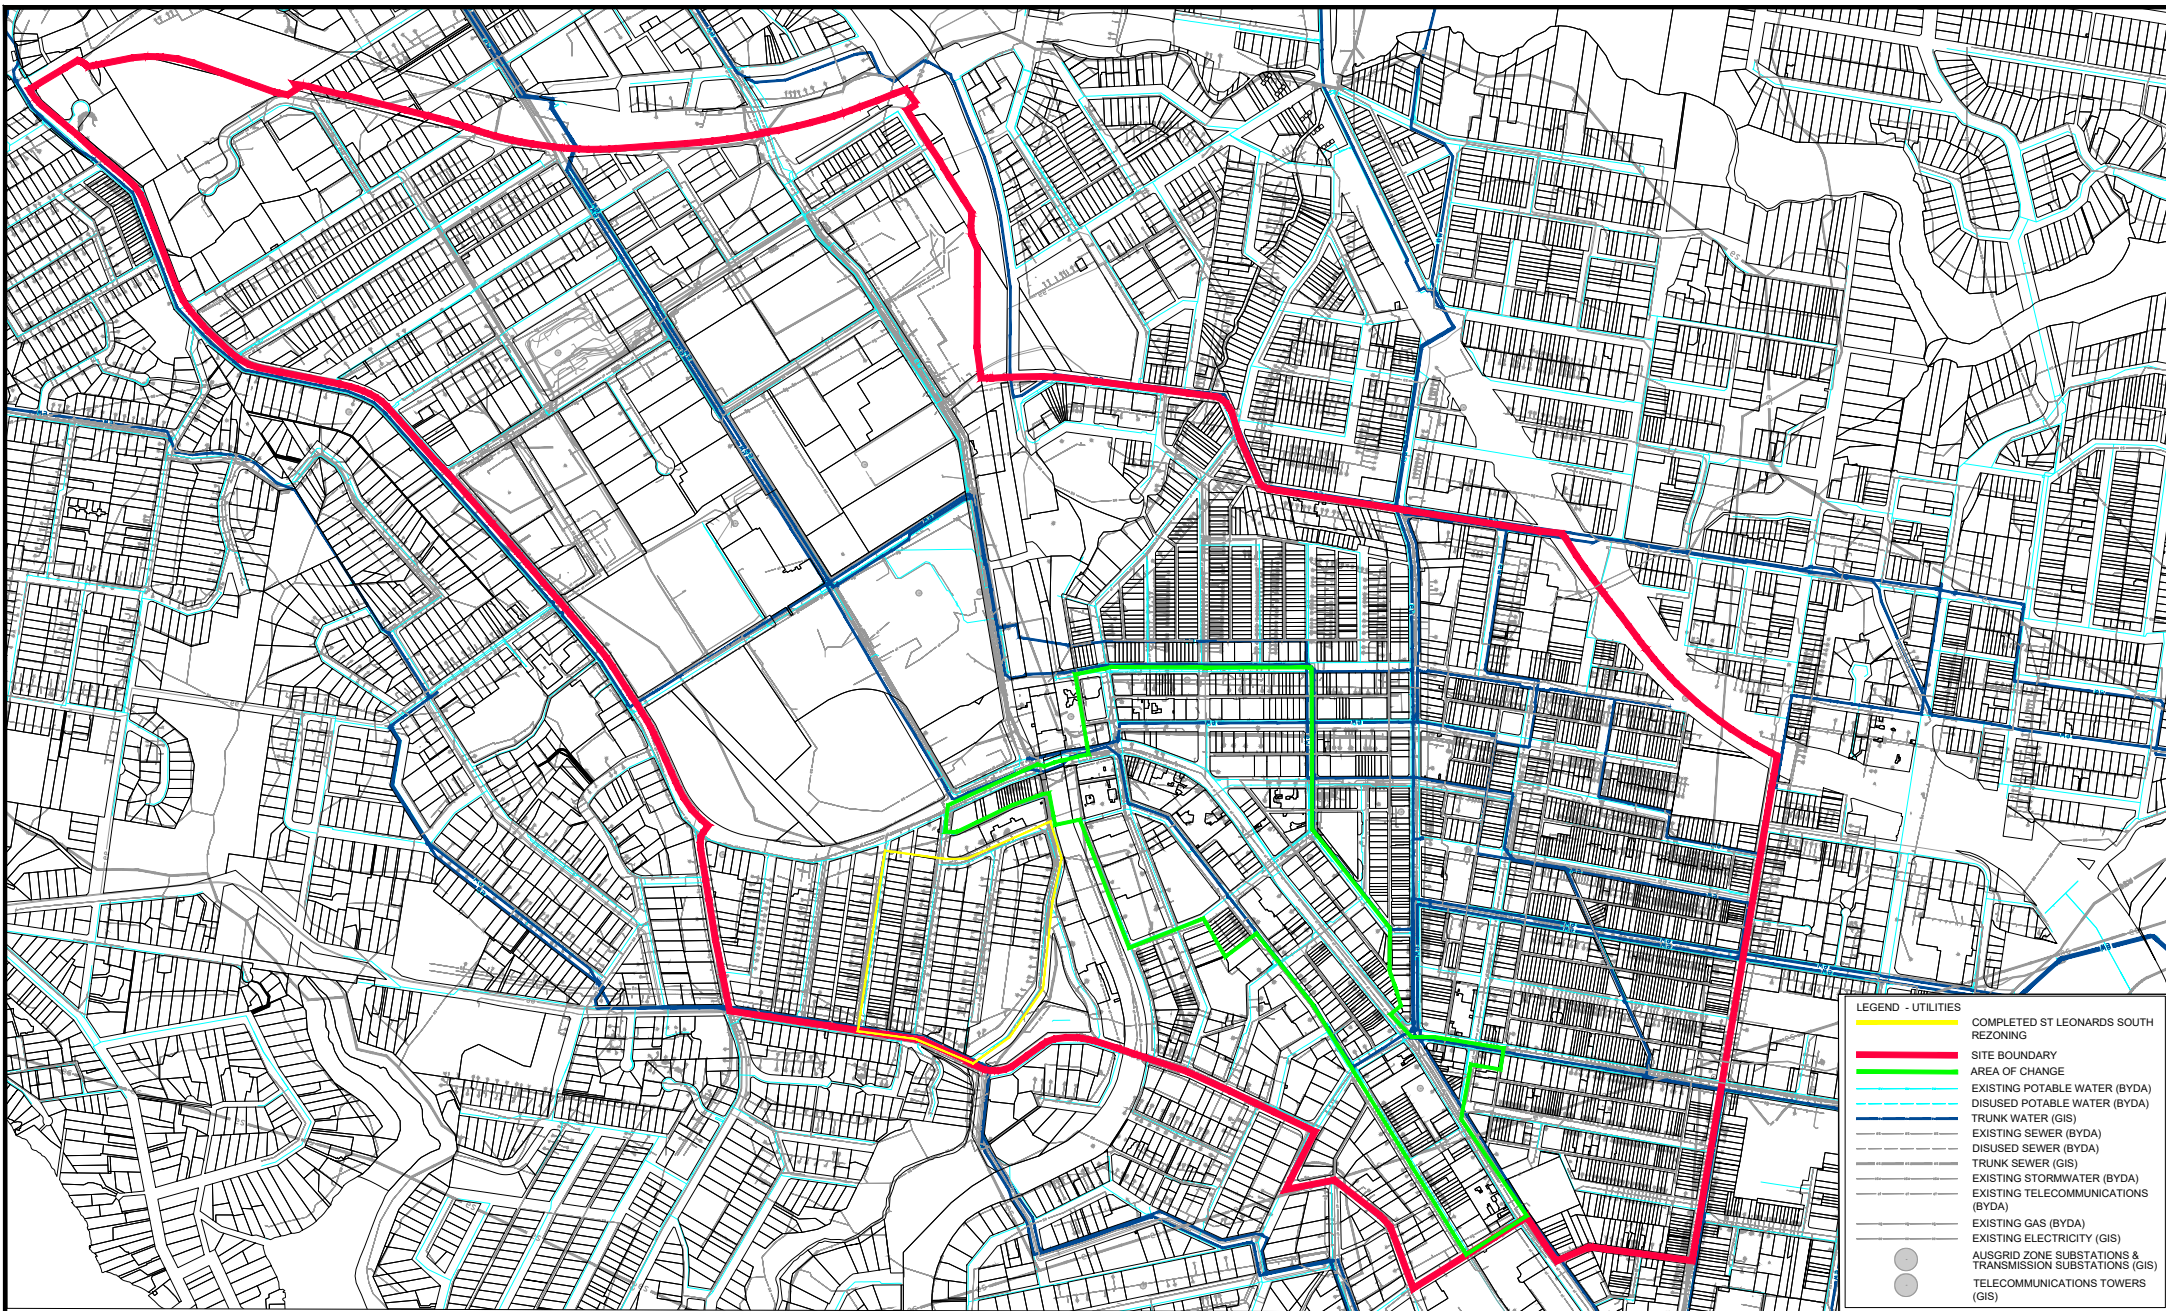 LEGEND - UTILITIES
COMPLETED ST LEONARDS SOUTH
REZONING
SITE BOUNDARY
AREA OF CHANGE
EXISTING POTABLE WATER (BYDA)
DISUSED POTABLE WATER (BYDA)
TRUNK WATER (GIS)
EXISTING SEWER (BYDA)
DISUSED SEWER (BYDA)
TRUNK SEWER (GIS)
EXISTING STORMWATER (BYDA)
EXISTING TELECOMMUNICATIONS
(BYDA)
EXISTING GAS (BYDA)
EXISTING ELECTRICITY (GIS)
AUSGRID ZONE SUBSTATIONS &
TRANSMISSION SUBSTATIONS (GIS)
TELECOMMUNICATIONS TOWERS
(GIS)